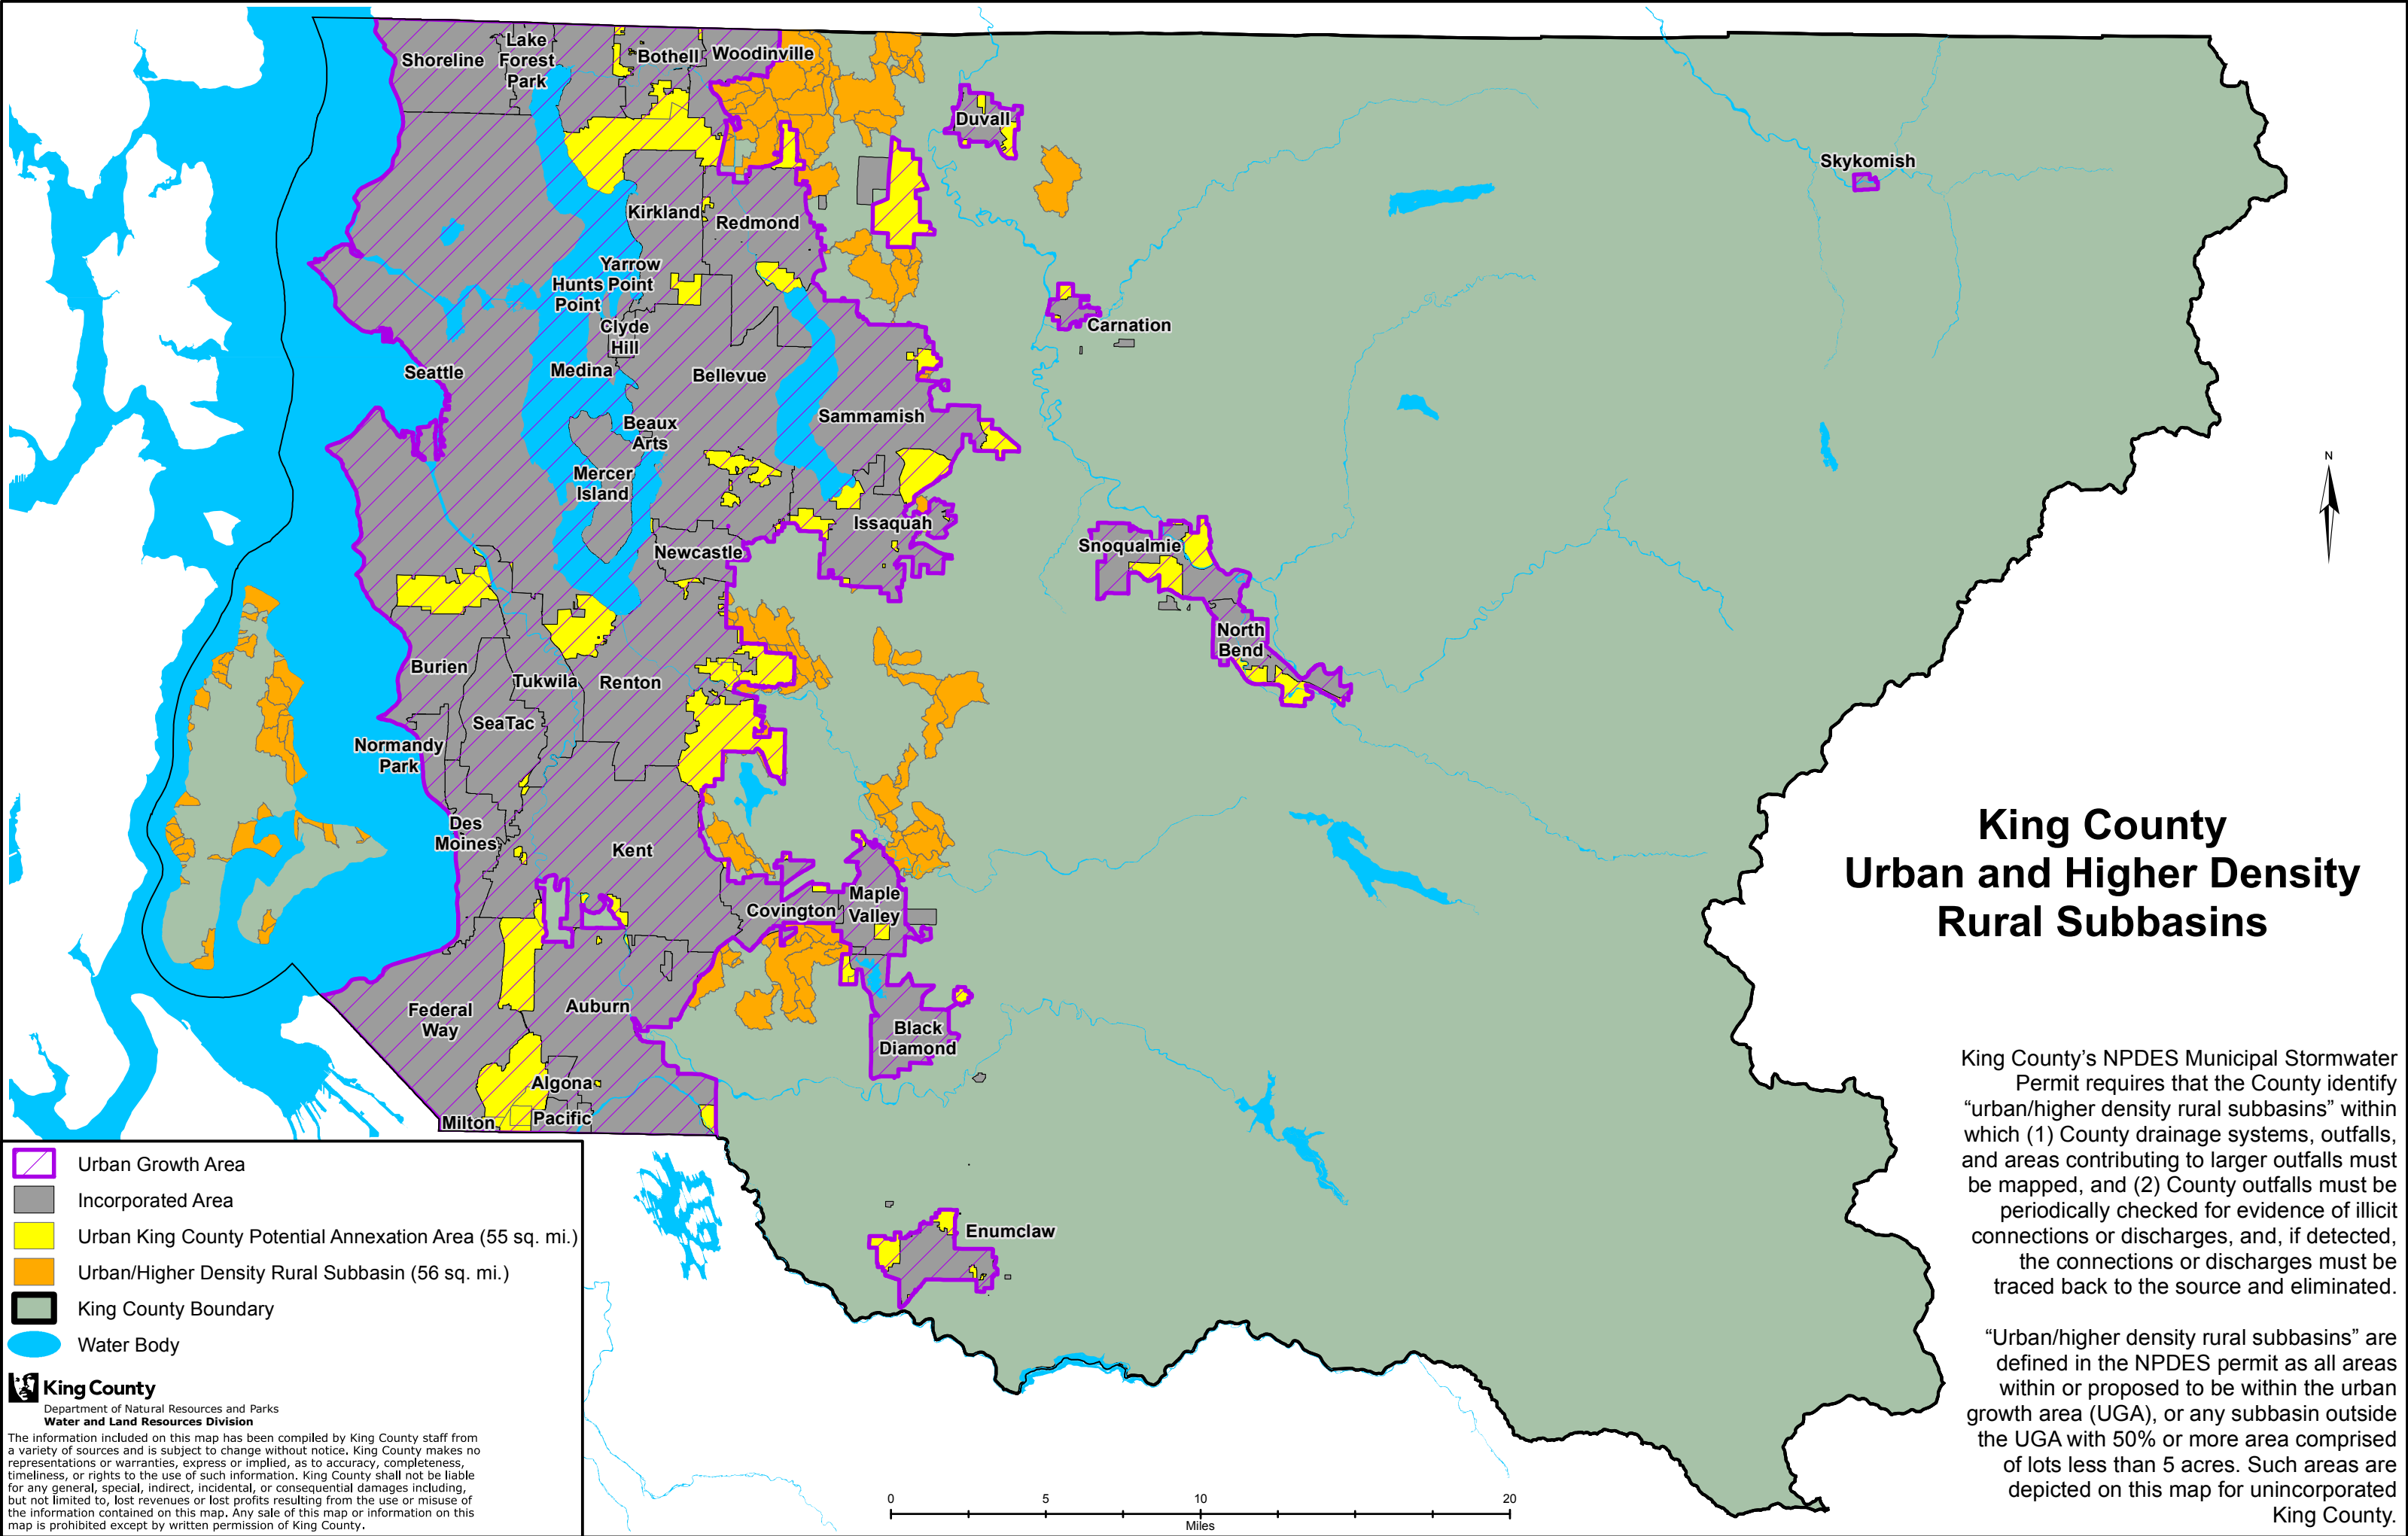 Shoreline
Lake
Forest
Park
Bothell
Woodinville
Duvall
Skykomish
Kirkland
Redmond
Yarrow
Point
Hunts
Point
Clyde
Hill
Carnation
Seattle
Medina
Bellevue
Sammamish
Beaux
Arts
Mercer
Island
Issaquah
Newcastle
Snoqualmie
North
Bend
Burien
Tukwila
Renton
SeaTac
Normandy
Park
Des
Moines
Kent
Maple
Valley
Covington
Federal
Way
Auburn
Black
Diamond
Algona
Pacific
Milton
Enumclaw
N
King County
Urban and Higher Density
Rural Subbasins
King County’s NPDES Municipal Stormwater
Permit requires that the County identify
“urban/higher density rural subbasins” within
which (1) County drainage systems, outfalls,
and areas contributing to larger outfalls must
be mapped, and (2) County outfalls must be
periodically checked for evidence of illicit
connections or discharges, and, if detected,
the connections or discharges must be
traced back to the source and eliminated.
“Urban/higher density rural subbasins” are
defined in the NPDES permit as all areas
within or proposed to be within the urban
growth area (UGA), or any subbasin outside
the UGA with 50% or more area comprised
of lots less than 5 acres. Such areas are
depicted on this map for unincorporated
King County.
Urban Growth Area
Incorporated Area
Urban King County Potential Annexation Area (55 sq. mi.)
Urban/Higher Density Rural Subbasin (56 sq. mi.)
King County Boundary
Water Body
King County
Department of Natural Resources and Parks
Water and Land Resources Division
The information included on this map has been compiled by King County staff from
a variety of sources and is subject to change without notice. King County makes no
representations or warranties, express or implied, as to accuracy, completeness,
timeliness, or rights to the use of such information. King County shall not be liable
for any general, special, indirect, incidental, or consequential damages including,
but not limited to, lost revenues or lost profits resulting from the use or misuse of
the information contained on this map. Any sale of this map or information on this
map is prohibited except by written permission of King County.
0 5 10 20
Miles